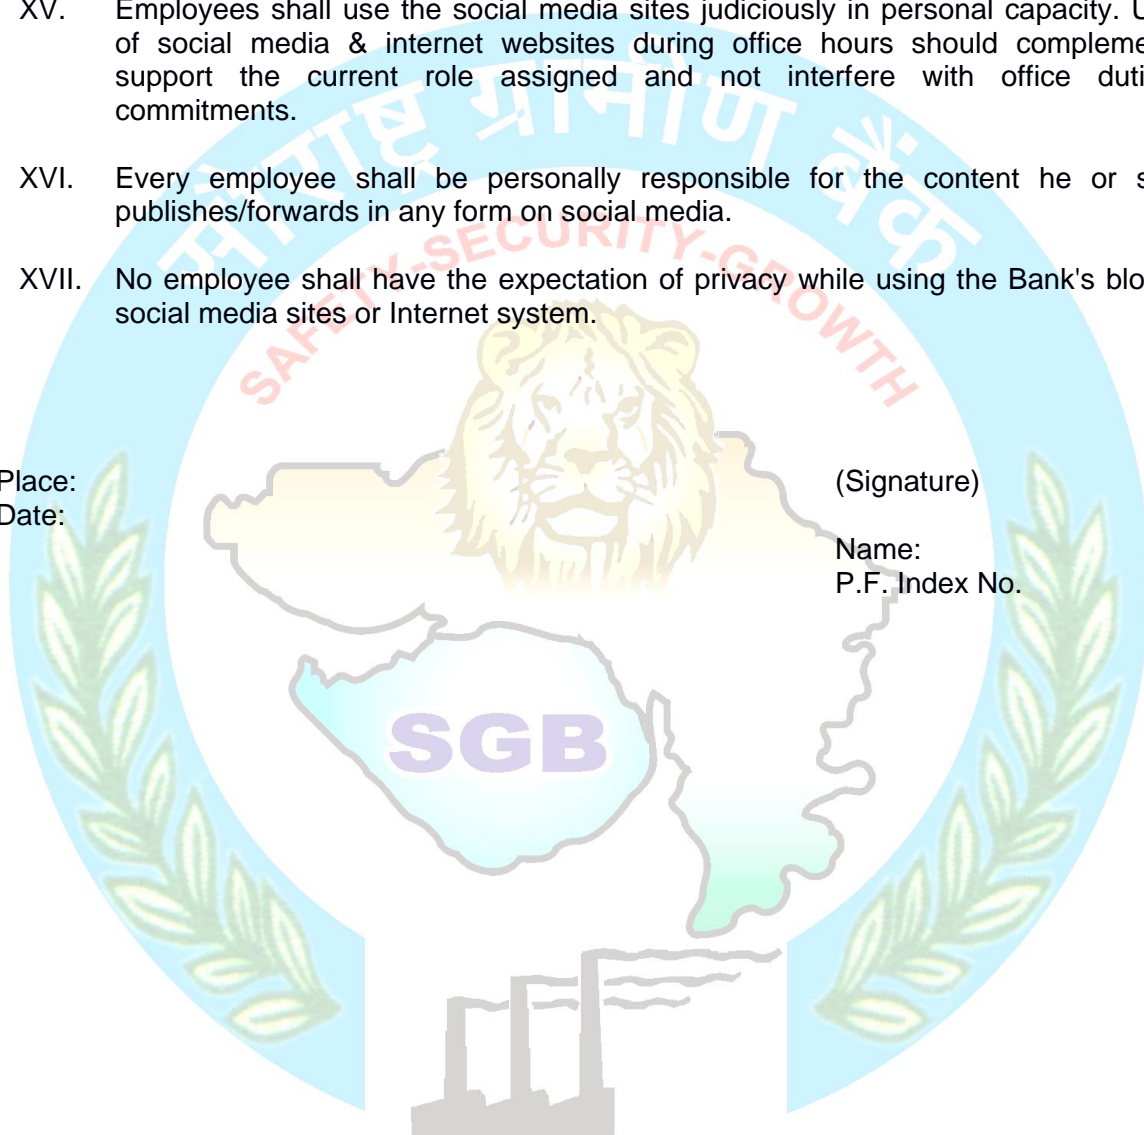 XV. Employees shall use the social media sites judiciously in personal capacity. U
of social media & internet websites during office hours should compleme
support the current role assigned and not interfere with office duti
commitments.
XVI. Every employee shall be personally responsible for the content he or s
publishes/forwards in any form on social media.
XVII. No employee shall have the expectation of privacy while using the Bank's blo
social media sites or Internet system.
Place:
Date:
(Signature)
Name:
P.F. Index No.
सौराष्ट्र ग्रामीण बैंक
SAFETY-SECURITY-GROWTH
SGB